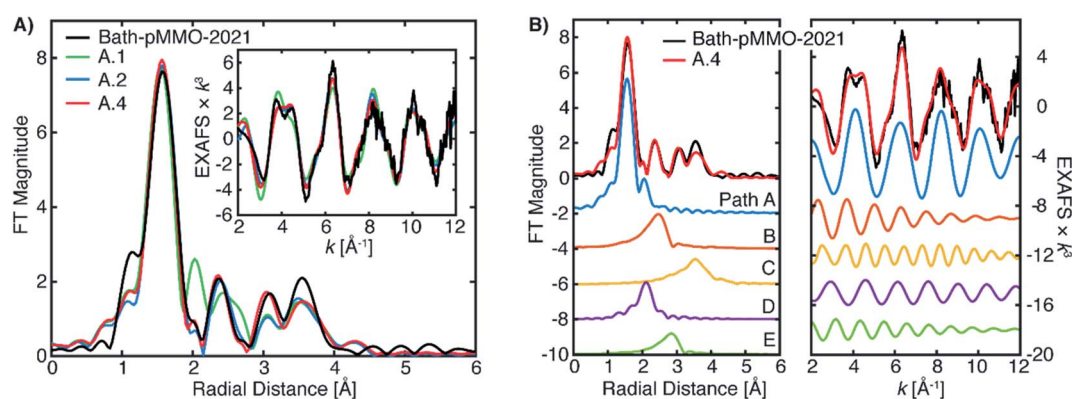 A)
Bath-pMMO-2021
A.1
A.2
A.4
FT Magnitude
8
6
4
2
0
0 1 2 3 4 5 6
Radial Distance [Å]
EXAFS × k³
6
4
2
0
-2
-4
-6
2 4 6 8 10 12
k [Å⁻¹]
B)
Bath-pMMO-2021
A.4
FT Magnitude
8
6
4
2
0
-2
-4
-6
-8
-10
Path A
B
C
D
E
0 1 2 3 4 5 6
Radial Distance [Å]
4
0
-4
-8
-12
-16
-20
EXAFS × k³
2 4 6 8 10 12
k [Å⁻¹]